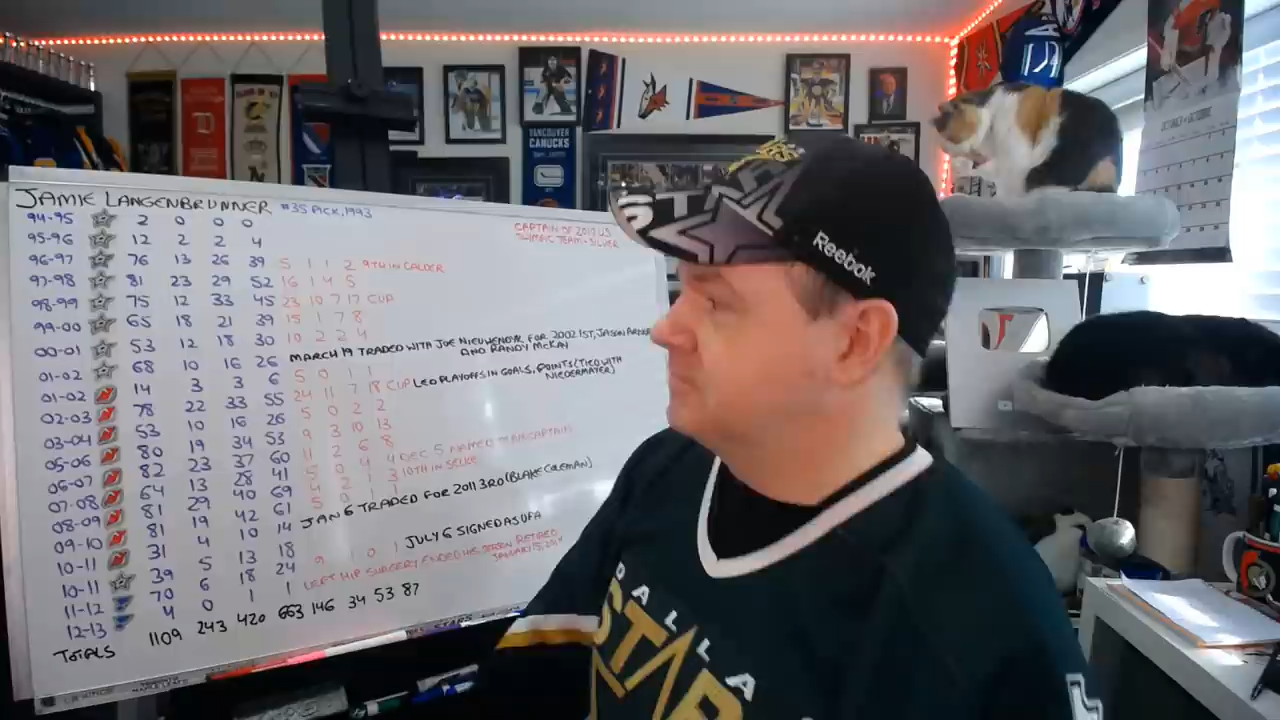 JAMIE LANGENBRUNNER #35 PICK, 1993
CAPTAIN OF 2010 US
OLYMPIC TEAM - SILVER
94-95 2 0 0 0
95-96 12 2 2 4
96-97 76 13 26 39 5 1 1 2 9TH IN CALDER
97-98 81 23 29 52 16 1 4 5
98-99 75 12 33 45 23 10 7 17 CUP
99-00 65 18 21 39 15 1 7 8
00-01 53 12 18 30 10 2 2 4
MARCH 19 TRADED WITH JOE NIEUWENDYK FOR 2002 1ST, JASON ARNOTT
AND RANDY MCKAY
01-02 68 10 16 26
01-02 14 3 3 6 5 0 1 1
02-03 78 22 33 55 24 11 7 18 CUP LED PLAYOFFS IN GOALS, POINTS (TIED WITH
NIEDERMAYER)
03-04 53 10 16 26 5 0 2 2
05-06 80 19 34 53 9 3 10 13
06-07 82 23 37 60 11 2 6 8
07-08 64 13 28 41 5 0 4 4 DEC 5 NAMED TEAM CAPTAIN
08-09 81 29 40 69 4 2 1 3 10TH IN SELKE
09-10 81 19 42 61 5 0 1 1
10-11 31 4 10 14 JAN 6 TRADED FOR 2011 3RD (BLAKE COLEMAN)
10-11 39 5 13 18
11-12 70 6 18 24 9 1 0 1 JULY 6 SIGNED AS UFA
12-13 4 0 1 1 LEFT HIP SURGERY ENDED HIS SEASON RETIRED
TOTALS 1109 243 420 663 146 34 53 87
VANCOUVER
CANUCKS
Reebok
DALLAS
STARS